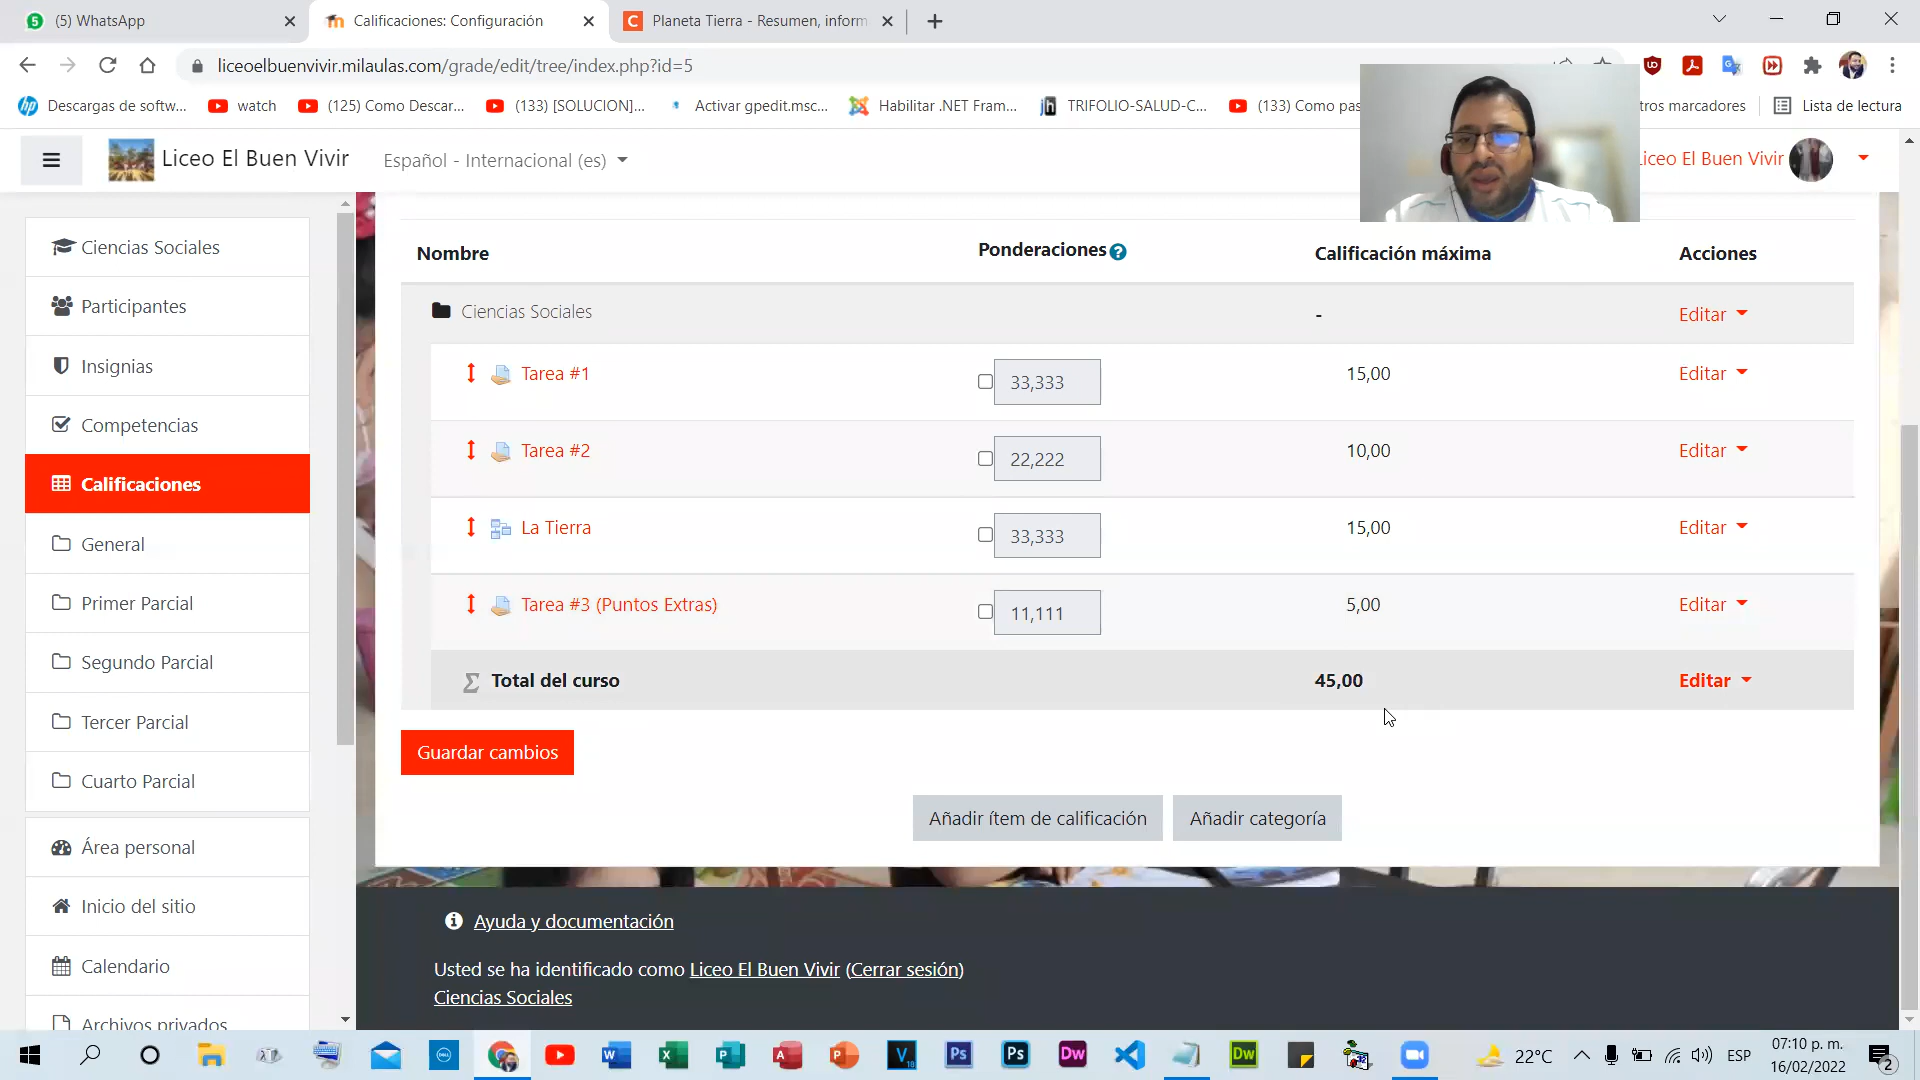 (5) WhatsApp
Calificaciones: Configuración
Planeta Tierra - Resumen, inform
liceoelbuenvivir.milaulas.com/grade/edit/tree/index.php?id=5
Descargas de softw...
watch
(125) Como Descar...
(133) [SOLUCION]...
Activar gpedit.msc...
Habilitar .NET Fram...
TRIFOLIO-SALUD-C...
(133) Como pas
tros marcadores
Lista de lectura
Liceo El Buen Vivir
Español - Internacional (es)
Liceo El Buen Vivir
Ciencias Sociales
Participantes
Insignias
Competencias
Calificaciones
General
Primer Parcial
Segundo Parcial
Tercer Parcial
Cuarto Parcial
Área personal
Inicio del sitio
Calendario
Archivos privados
Nombre Ponderaciones Calificación máxima Acciones
Ciencias Sociales - Editar
Tarea #1 33,333 15,00 Editar
Tarea #2 22,222 10,00 Editar
La Tierra 33,333 15,00 Editar
Tarea #3 (Puntos Extras) 11,111 5,00 Editar
Total del curso 45,00 Editar
Guardar cambios
Añadir ítem de calificación Añadir categoría
Ayuda y documentación
Usted se ha identificado como Liceo El Buen Vivir (Cerrar sesión)
Ciencias Sociales
22°C
ESP
07:10 p. m.
16/02/2022
2